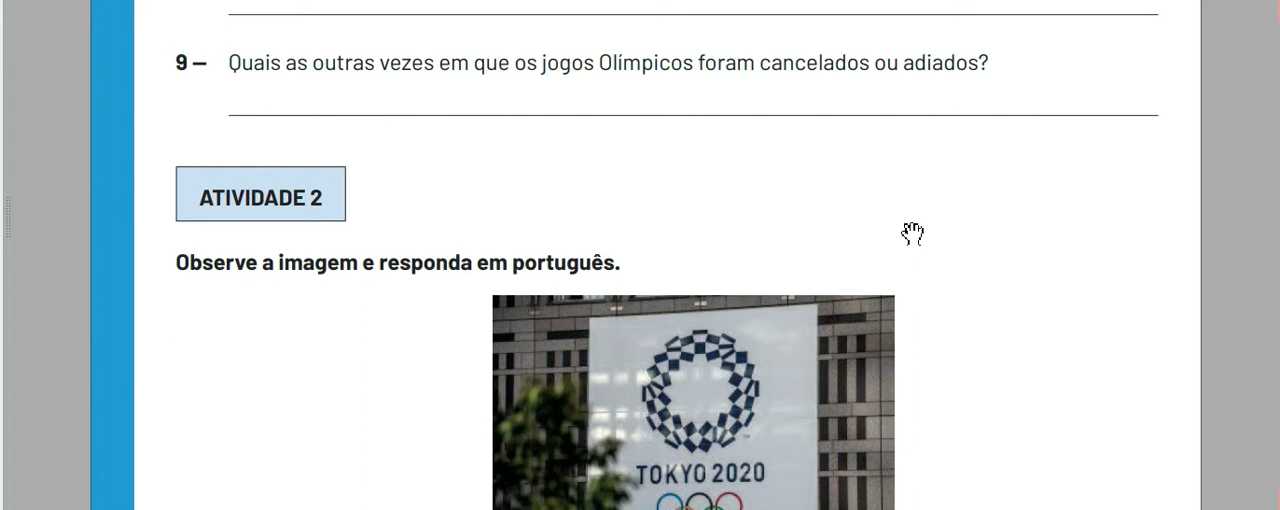 9 – Quais as outras vezes em que os jogos Olímpicos foram cancelados ou adiados?
ATIVIDADE 2
Observe a imagem e responda em português.
TOKYO 2020